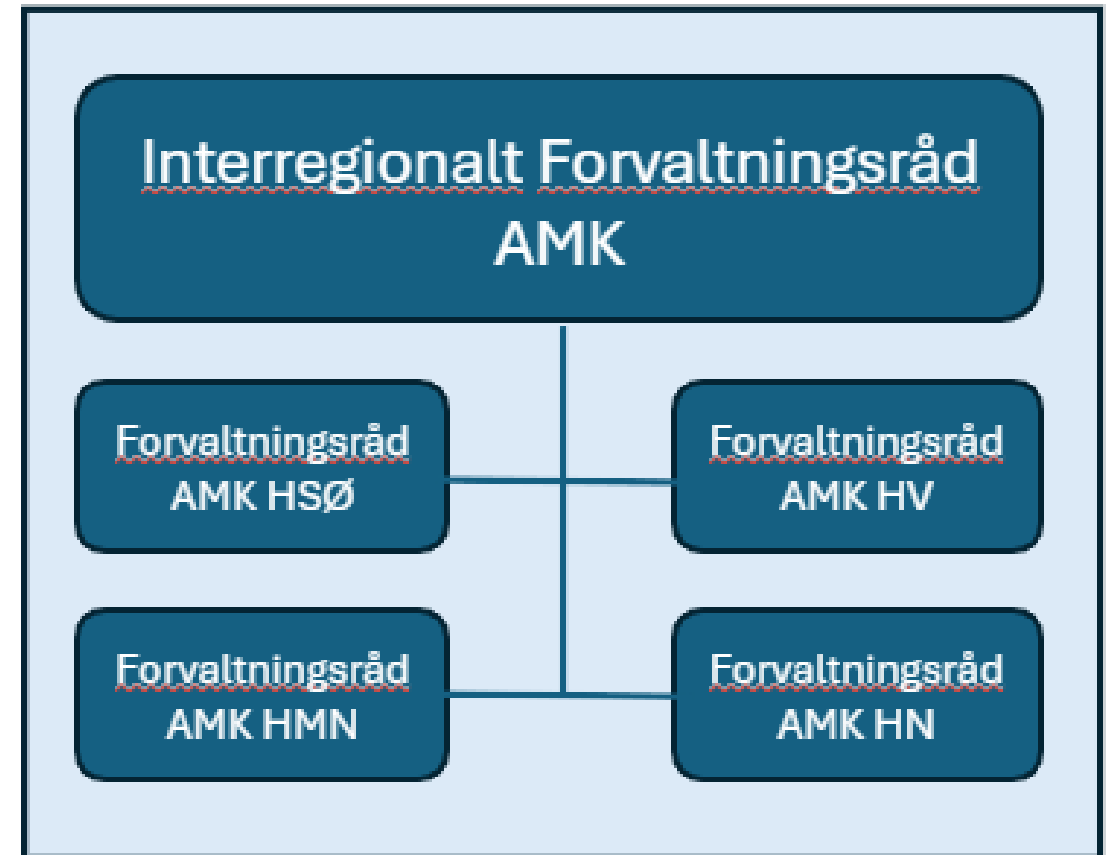 Interregionalt Forvaltningsråd
AMK
Forvaltningsråd
AMK HSØ
Forvaltningsråd
AMK HV
Forvaltningsråd
AMK HMN
Forvaltningsråd
AMK HN